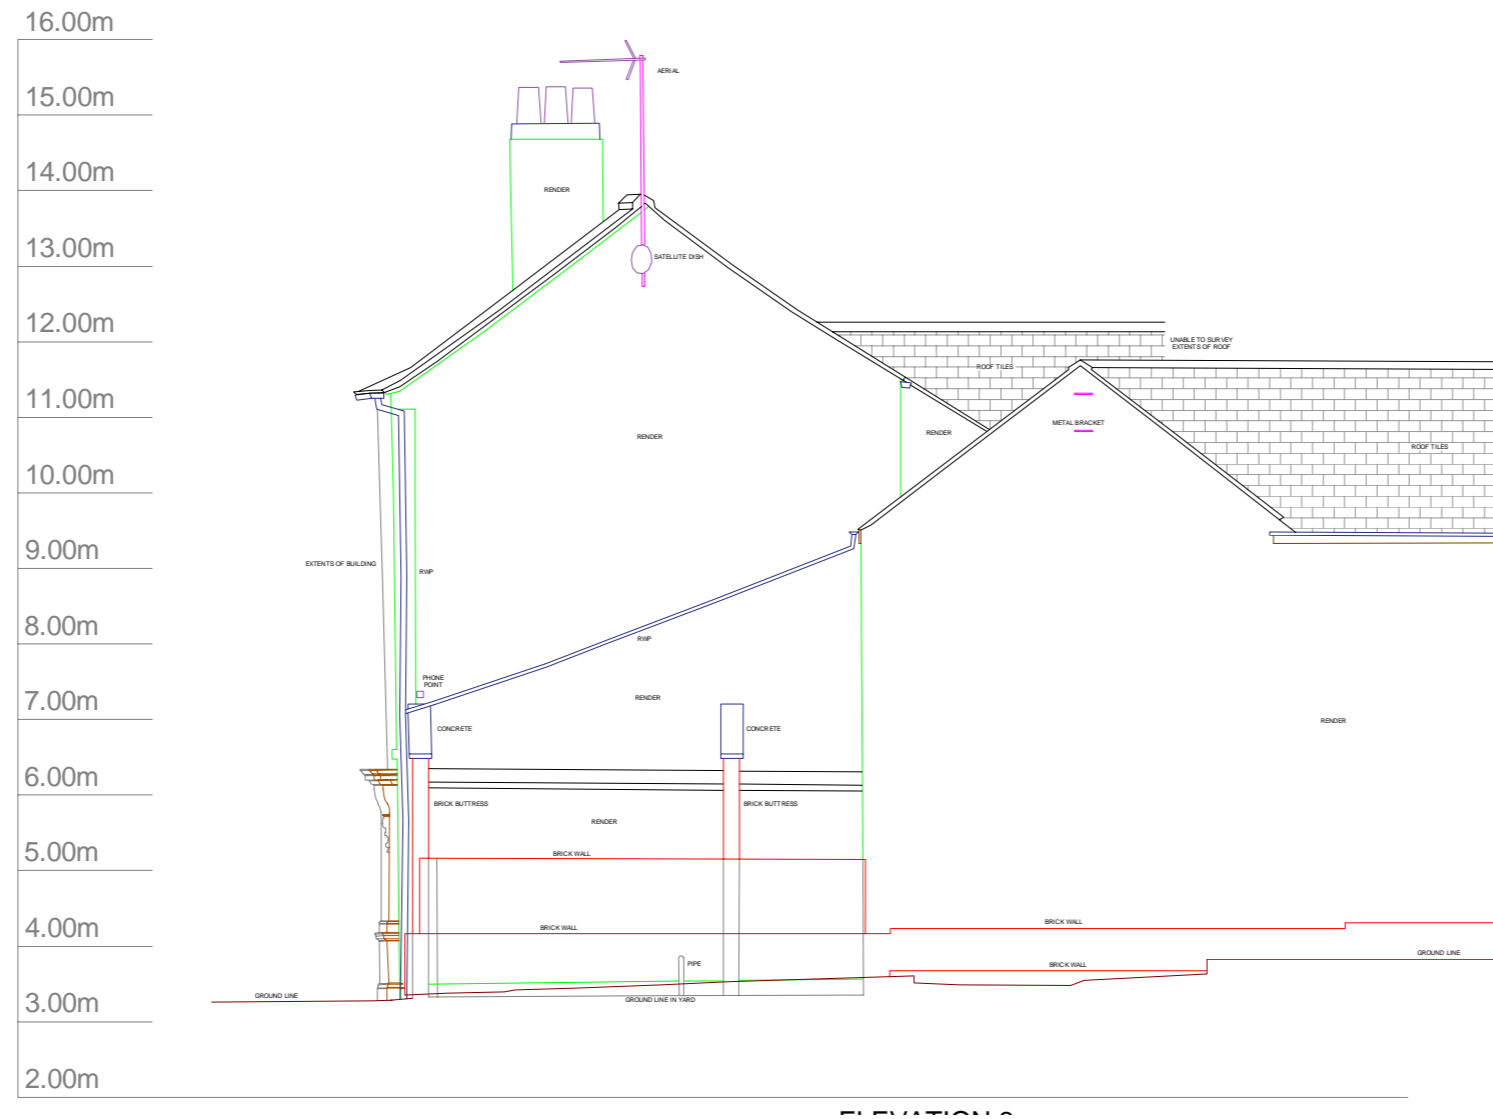 16.00m
AERIAL
15.00m
14.00m
RENDER
13.00m
SATELLITE DISH
12.00m
UNABLE TO SURVEY
EXTENTS OF ROOF
ROOF TILES
11.00m
METAL BRACKET
RENDER
RENDER
ROOF TILES
10.00m
9.00m
EXTENTS OF BUILDING
RWP
8.00m
RWP
PHONE
POINT
7.00m
RENDER
RENDER
CONCRETE
CONCRETE
6.00m
BRICK BUTTRESS
BRICK BUTTRESS
RENDER
5.00m
BRICK WALL
4.00m
BRICK WALL
BRICK WALL
GROUND LINE
PIPE
BRICK WALL
3.00m
GROUND LINE
GROUND LINE IN YARD
2.00m